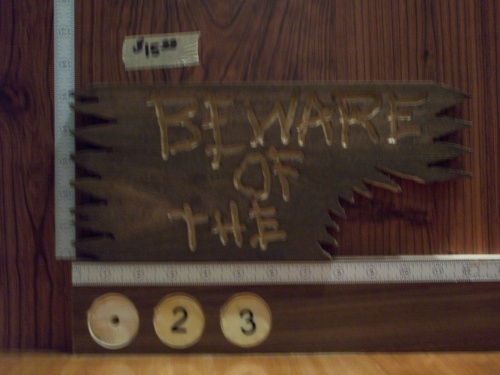 $15.00
BEWARE
OF
THE
2 3